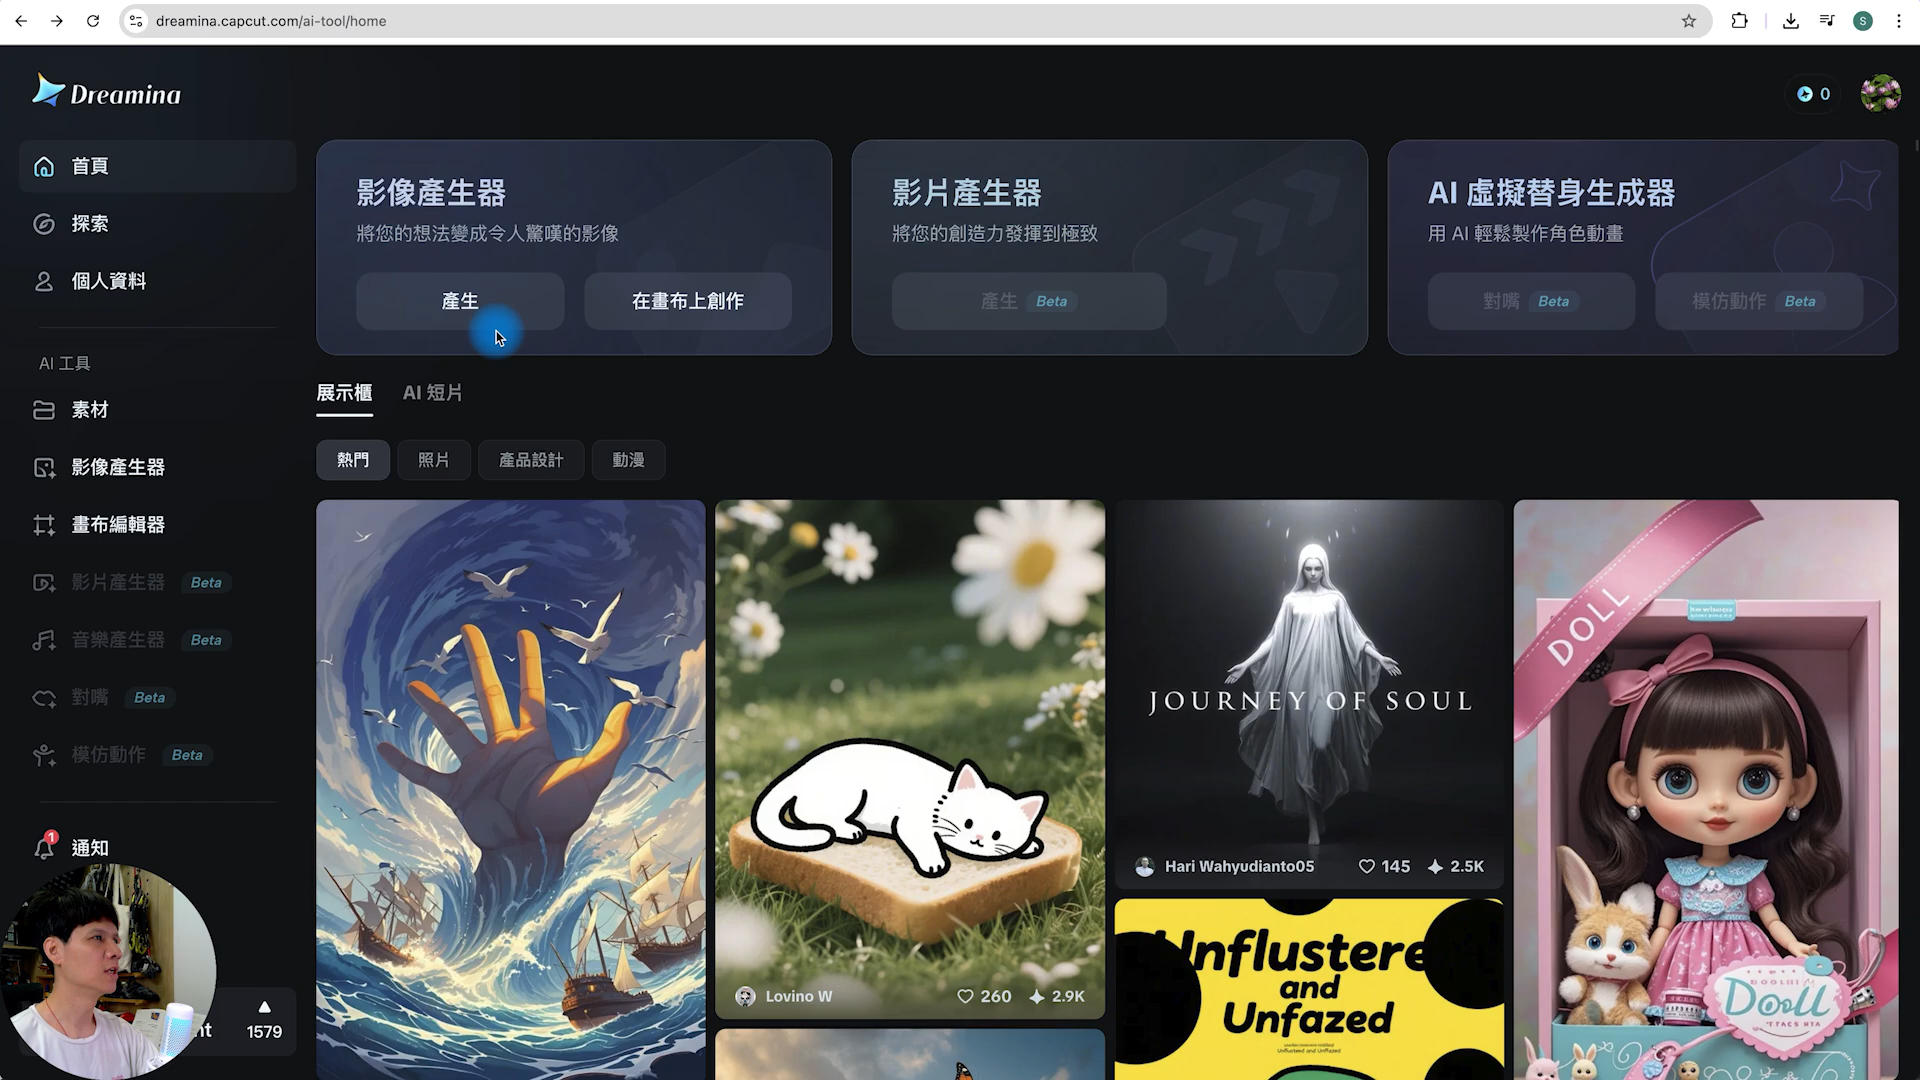 dreamina.capcut.com/ai-tool/home
S
Dreamina
0
首頁
探索
個人資料
AI 工具
素材
影像產生器
畫布編輯器
影片產生器 Beta
音樂產生器 Beta
對嘴 Beta
模仿動作 Beta
1
通知
nt
1579
影像產生器
將您的想法變成令人驚嘆的影像
產生
在畫布上創作
影片產生器
將您的創造力發揮到極致
產生 Beta
AI 虛擬替身生成器
用 AI 輕鬆製作角色動畫
對嘴 Beta
模仿動作 Beta
展示櫃
AI 短片
熱門
照片
產品設計
動漫
Lovino W
260
2.9K
JOURNEY OF SOUL
Hari Wahyudianto05
145
2.5K
Unflustere
and
Unfazed
Unflustered and Unffazed
DOLL
Doll